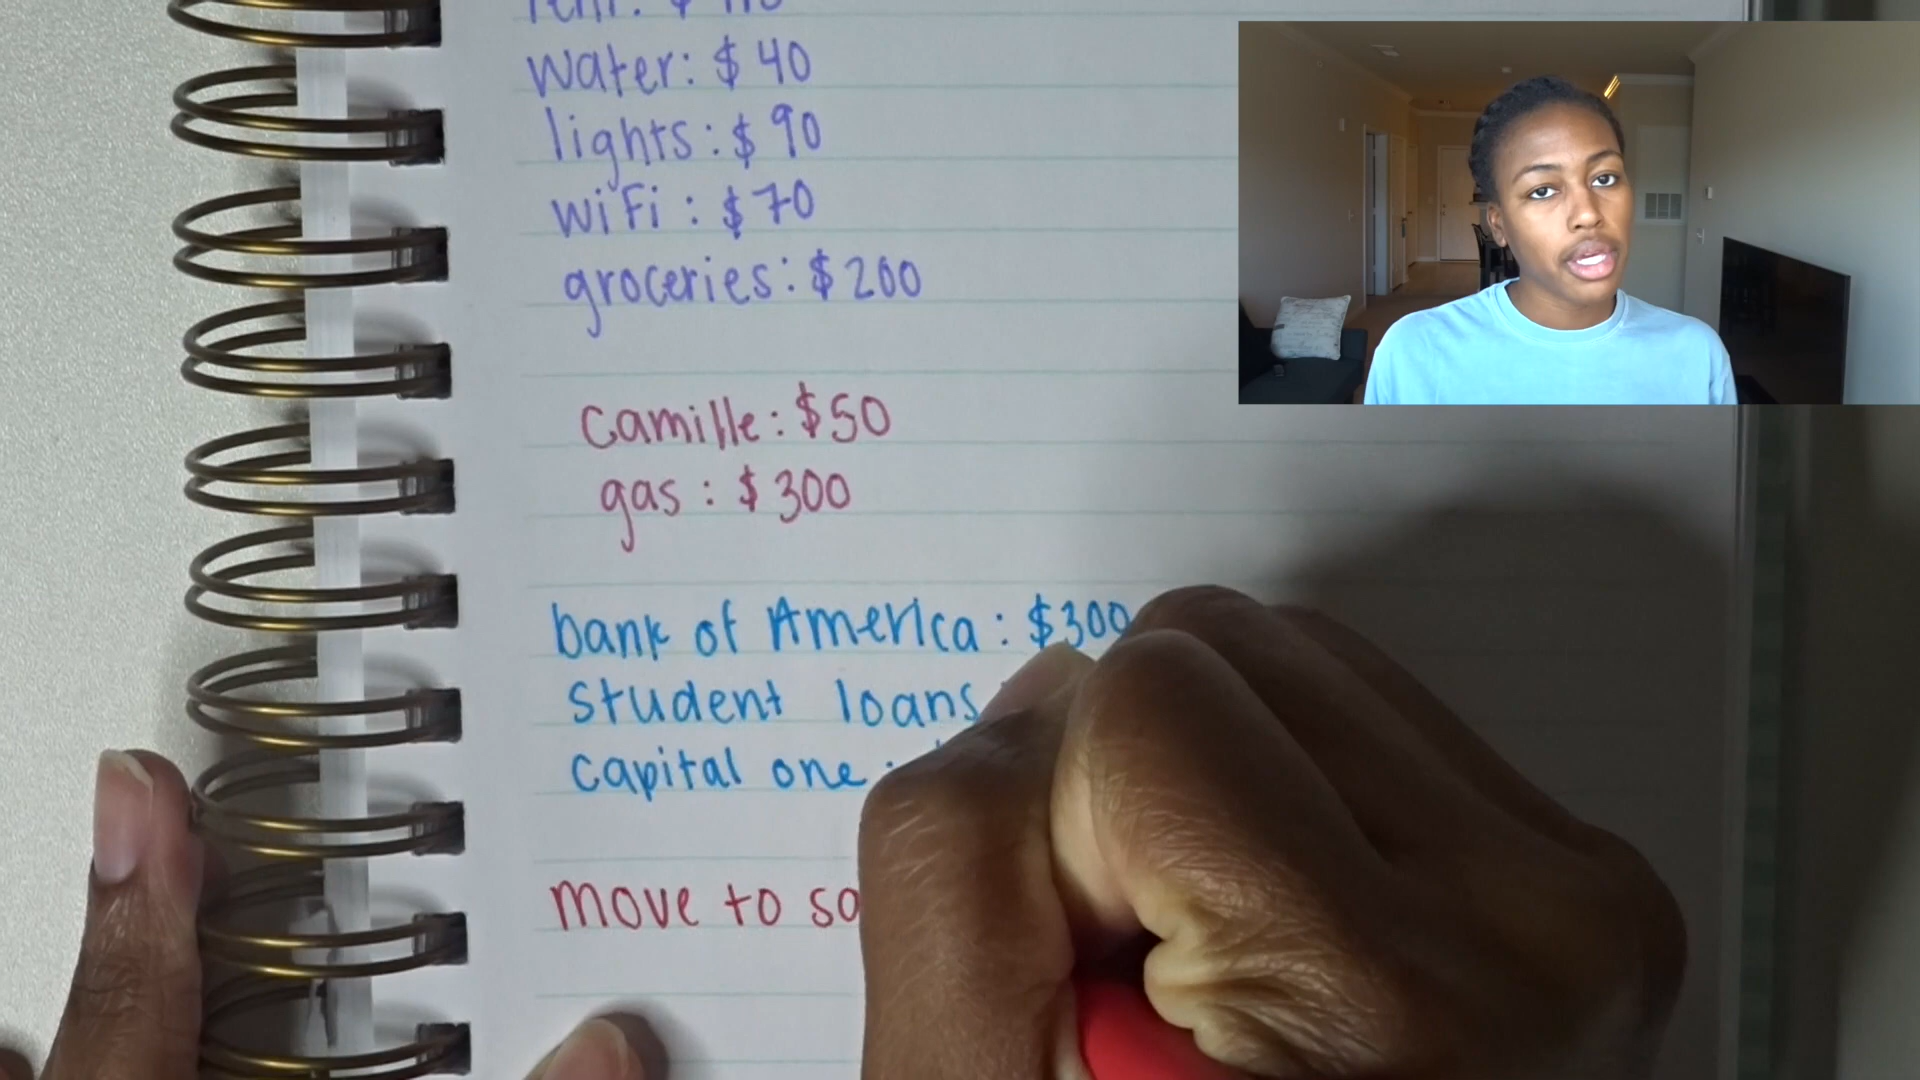 water: $40
lights: $90
wifi: $70
groceries: $200
camille: $50
gas: $300
bank of America: $300
student loans
capital one:
move to